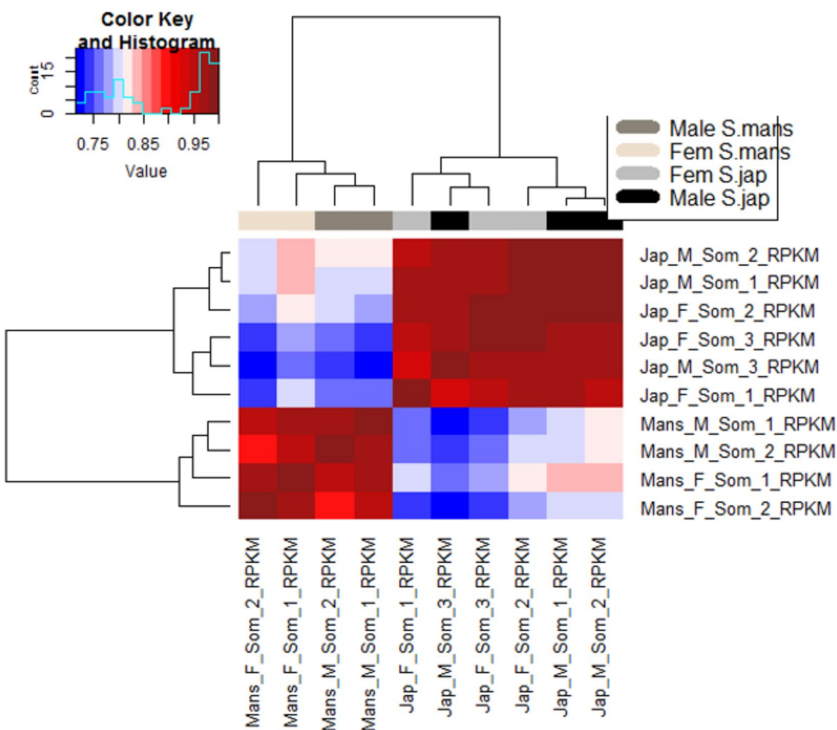 Color Key
and Histogram
Count
0
15
0.75
0.85
0.95
Value
Male S.mans
Fem S.mans
Fem S.jap
Male S.jap
Jap_M_Som_2_RPKM
Jap_M_Som_1_RPKM
Jap_F_Som_2_RPKM
Jap_F_Som_3_RPKM
Jap_M_Som_3_RPKM
Jap_F_Som_1_RPKM
Mans_M_Som_1_RPKM
Mans_M_Som_2_RPKM
Mans_F_Som_1_RPKM
Mans_F_Som_2_RPKM
Mans_F_Som_2_RPKM
Mans_F_Som_1_RPKM
Mans_M_Som_2_RPKM
Mans_M_Som_1_RPKM
Jap_F_Som_1_RPKM
Jap_M_Som_3_RPKM
Jap_F_Som_3_RPKM
Jap_F_Som_2_RPKM
Jap_M_Som_1_RPKM
Jap_M_Som_2_RPKM